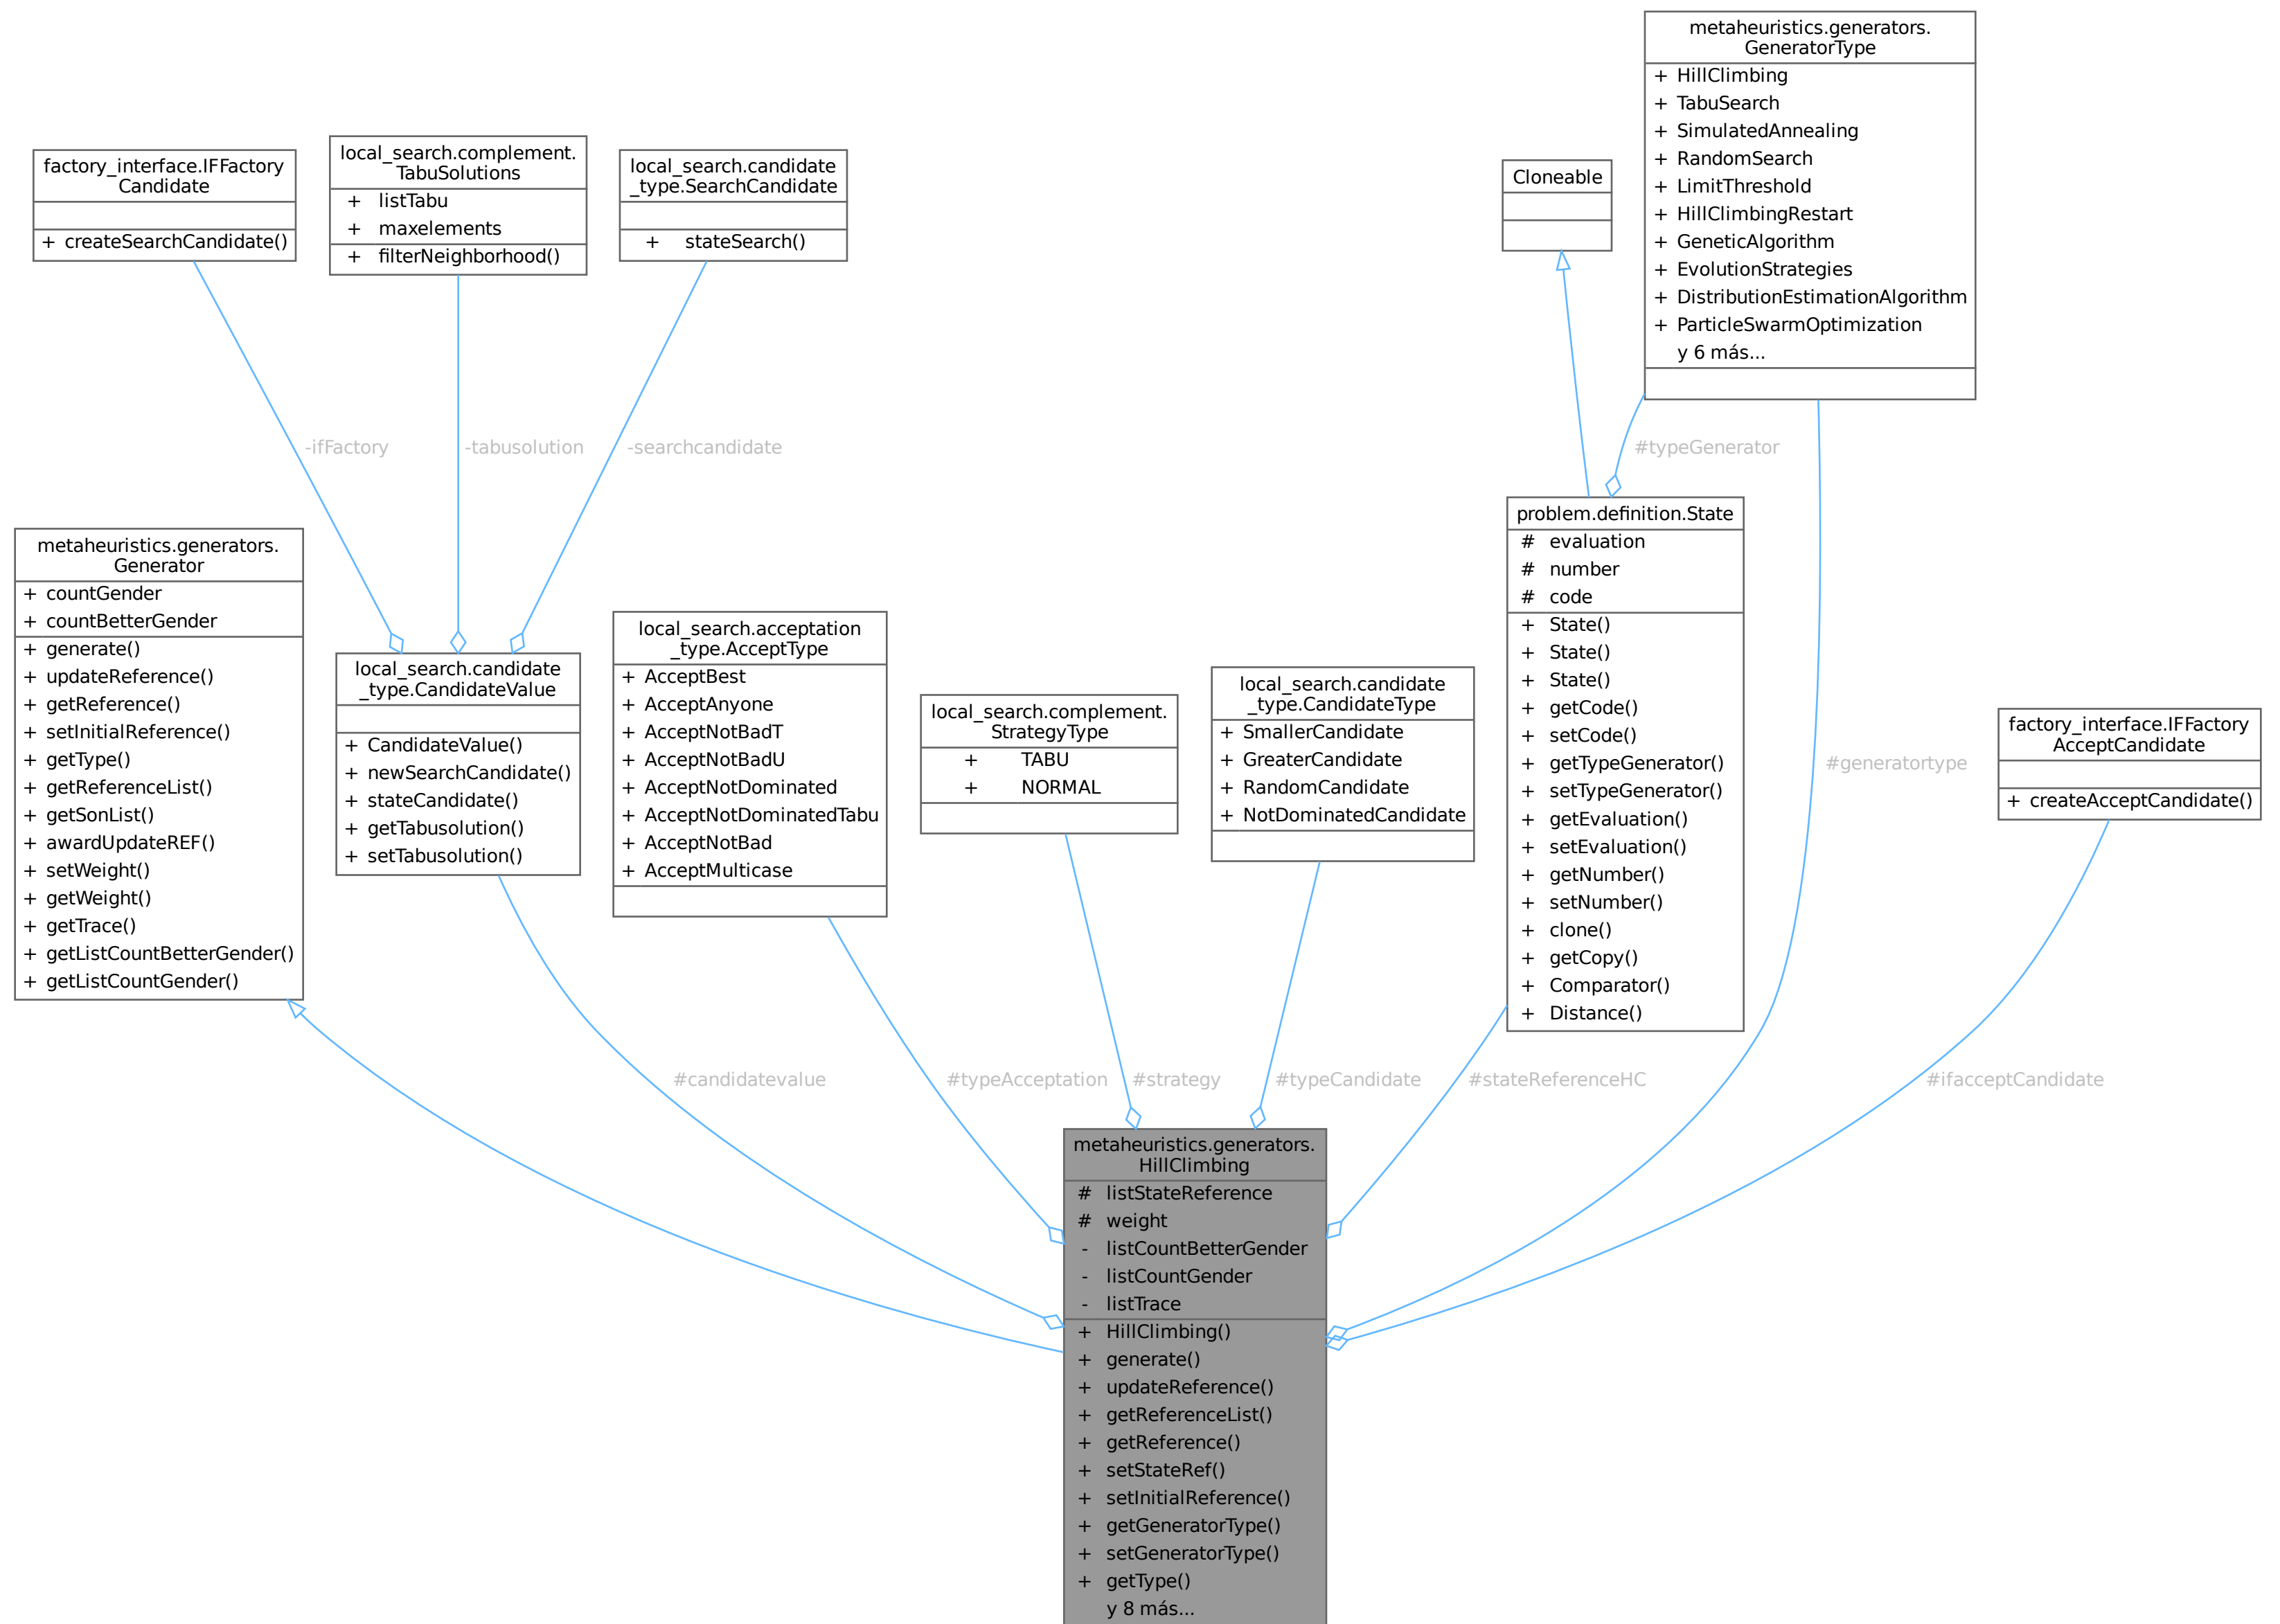 metaheuristics.generators.
GeneratorType
+ HillClimbing
+ TabuSearch
+ SimulatedAnnealing
+ RandomSearch
+ LimitThreshold
+ HillClimbingRestart
+ GeneticAlgorithm
+ EvolutionStrategies
+ DistributionEstimationAlgorithm
+ ParticleSwarmOptimization
y 6 más...
factory_interface.IFFactory
Candidate
+ createSearchCandidate()
local_search.complement.
TabuSolutions
+ listTabu
+ maxelements
+ filterNeighborhood()
local_search.candidate
_type.SearchCandidate
+ stateSearch()
Cloneable
-ifFactory
-tabusolution
-searchcandidate
#typeGenerator
metaheuristics.generators.
Generator
+ countGender
+ countBetterGender
+ generate()
+ updateReference()
+ getReference()
+ setInitialReference()
+ getType()
+ getReferenceList()
+ getSonList()
+ awardUpdateREF()
+ setWeight()
+ getWeight()
+ getTrace()
+ getListCountBetterGender()
+ getListCountGender()
local_search.candidate
_type.CandidateValue
+ CandidateValue()
+ newSearchCandidate()
+ stateCandidate()
+ getTabusolution()
+ setTabusolution()
local_search.acceptation
_type.AcceptType
+ AcceptBest
+ AcceptAnyone
+ AcceptNotBadT
+ AcceptNotBadU
+ AcceptNotDominated
+ AcceptNotDominatedTabu
+ AcceptNotBad
+ AcceptMulticase
local_search.complement.
StrategyType
+ TABU
+ NORMAL
local_search.candidate
_type.CandidateType
+ SmallerCandidate
+ GreaterCandidate
+ RandomCandidate
+ NotDominatedCandidate
problem.definition.State
# evaluation
# number
# code
+ State()
+ State()
+ State()
+ getCode()
+ setCode()
+ getTypeGenerator()
+ setTypeGenerator()
+ getEvaluation()
+ setEvaluation()
+ getNumber()
+ setNumber()
+ clone()
+ getCopy()
+ Comparator()
+ Distance()
#generatortype
factory_interface.IFFactory
AcceptCandidate
+ createAcceptCandidate()
#candidatevalue
#typeAcceptation
#strategy
#typeCandidate
#stateReferenceHC
#ifacceptCandidate
metaheuristics.generators.
HillClimbing
# listStateReference
# weight
- listCountBetterGender
- listCountGender
- listTrace
+ HillClimbing()
+ generate()
+ updateReference()
+ getReferenceList()
+ getReference()
+ setStateRef()
+ setInitialReference()
+ getGeneratorType()
+ setGeneratorType()
+ getType()
y 8 más...